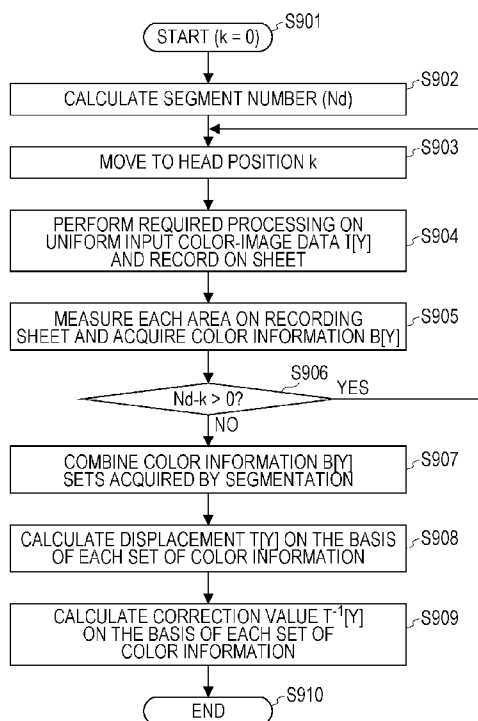 START (k = 0)
S901
CALCULATE SEGMENT NUMBER (Nd)
S902
MOVE TO HEAD POSITION k
S903
PERFORM REQUIRED PROCESSING ON
UNIFORM INPUT COLOR-IMAGE DATA I[Y]
AND RECORD ON SHEET
S904
MEASURE EACH AREA ON RECORDING
SHEET AND ACQUIRE COLOR INFORMATION B[Y]
S905
Nd-k > 0?
S906
YES
NO
COMBINE COLOR INFORMATION B[Y]
SETS ACQUIRED BY SEGMENTATION
S907
CALCULATE DISPLACEMENT T[Y] ON THE BASIS
OF EACH SET OF COLOR INFORMATION
S908
CALCULATE CORRECTION VALUE T⁻¹[Y]
ON THE BASIS OF EACH SET OF
COLOR INFORMATION
S909
END
S910